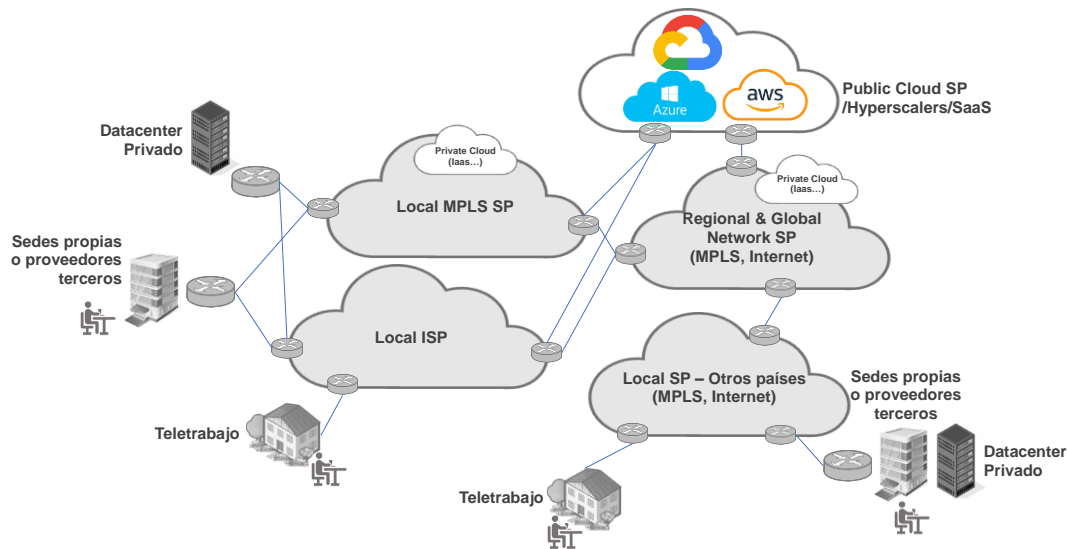 Azure
aws
Public Cloud SP
/Hyperscalers/SaaS
Datacenter
Privado
Private Cloud
(Iaas...)
Private Cloud
(Iaas...)
Local MPLS SP
Regional & Global
Network SP
(MPLS, Internet)
Sedes propias
o proveedores
terceros
Local ISP
Local SP – Otros países
(MPLS, Internet)
Sedes propias
o proveedores
terceros
Teletrabajo
Datacenter
Privado
Teletrabajo